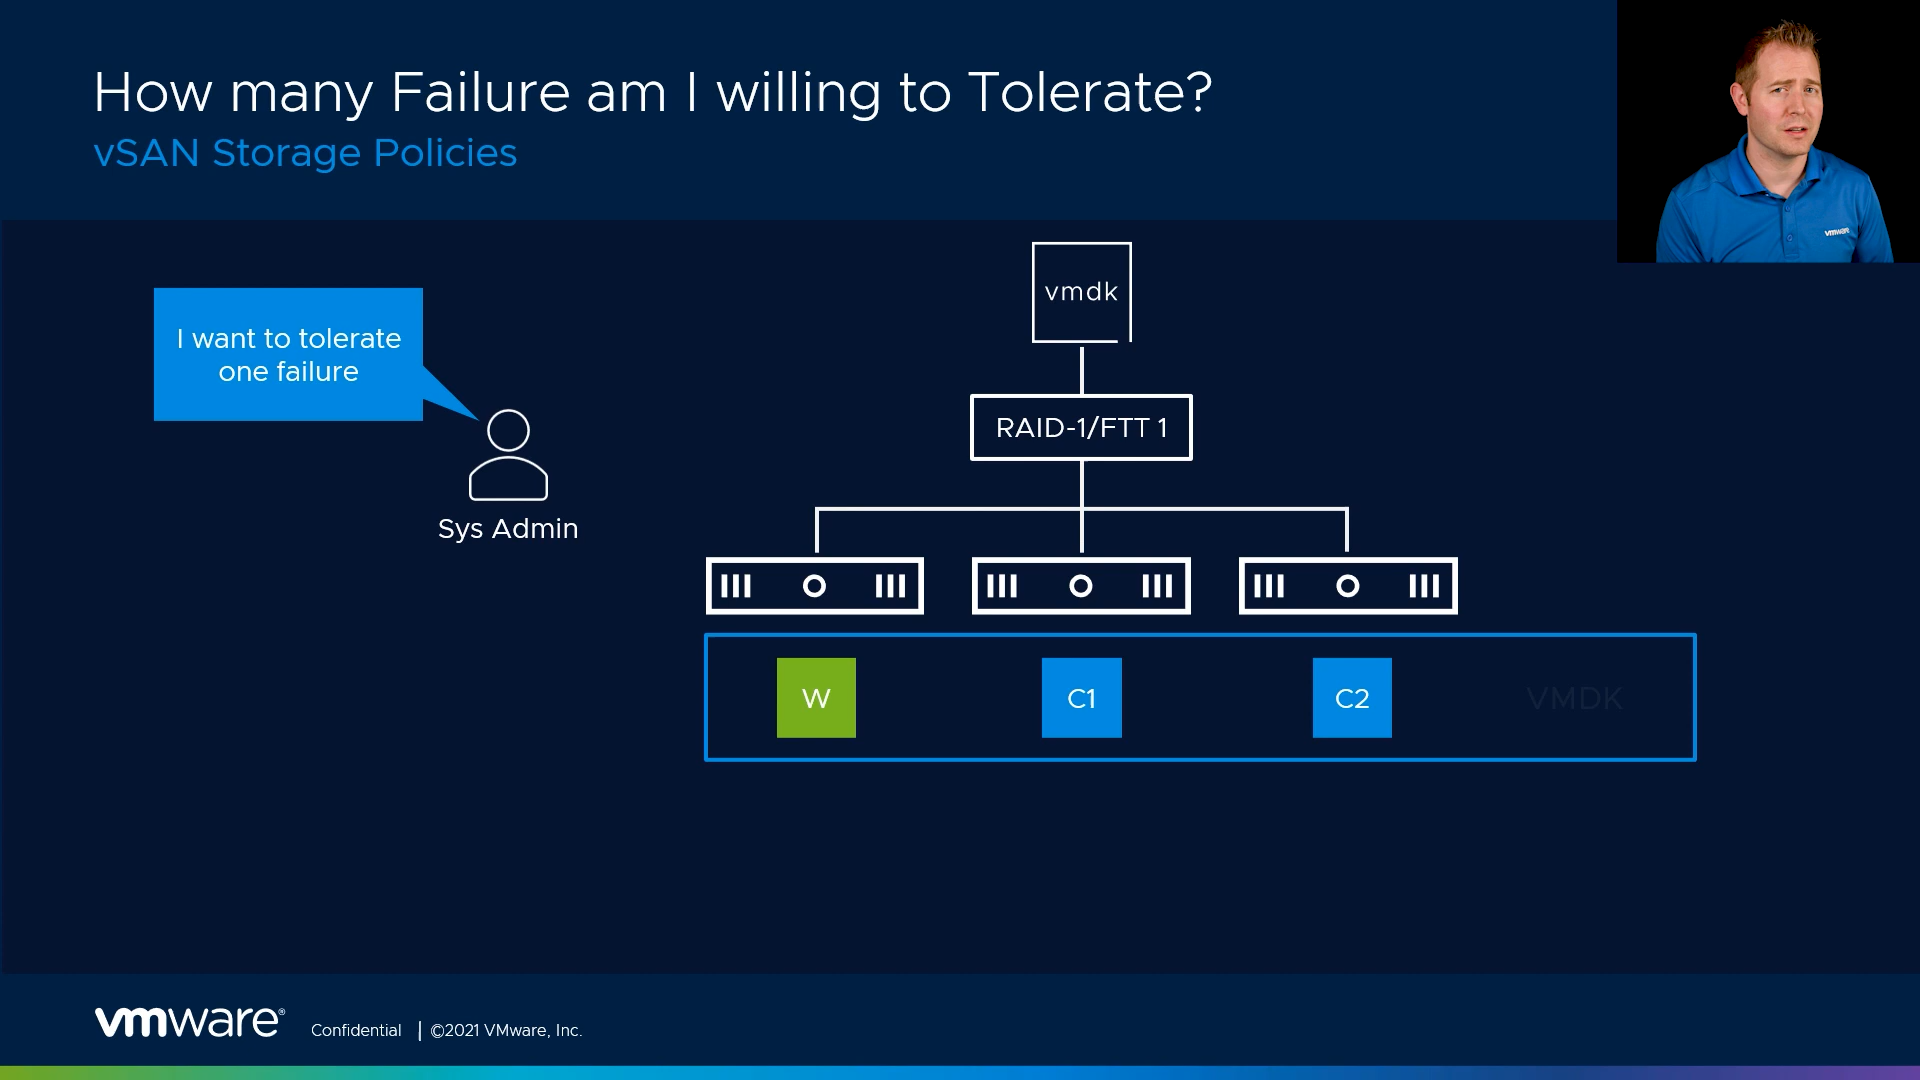 How many Failure am I willing to Tolerate?
vSAN Storage Policies
vmware
I want to tolerate
one failure
Sys Admin
vmdk
RAID-1/FTT 1
W
C1
C2
VMDK
vmware®
Confidential | ©2021 VMware, Inc.